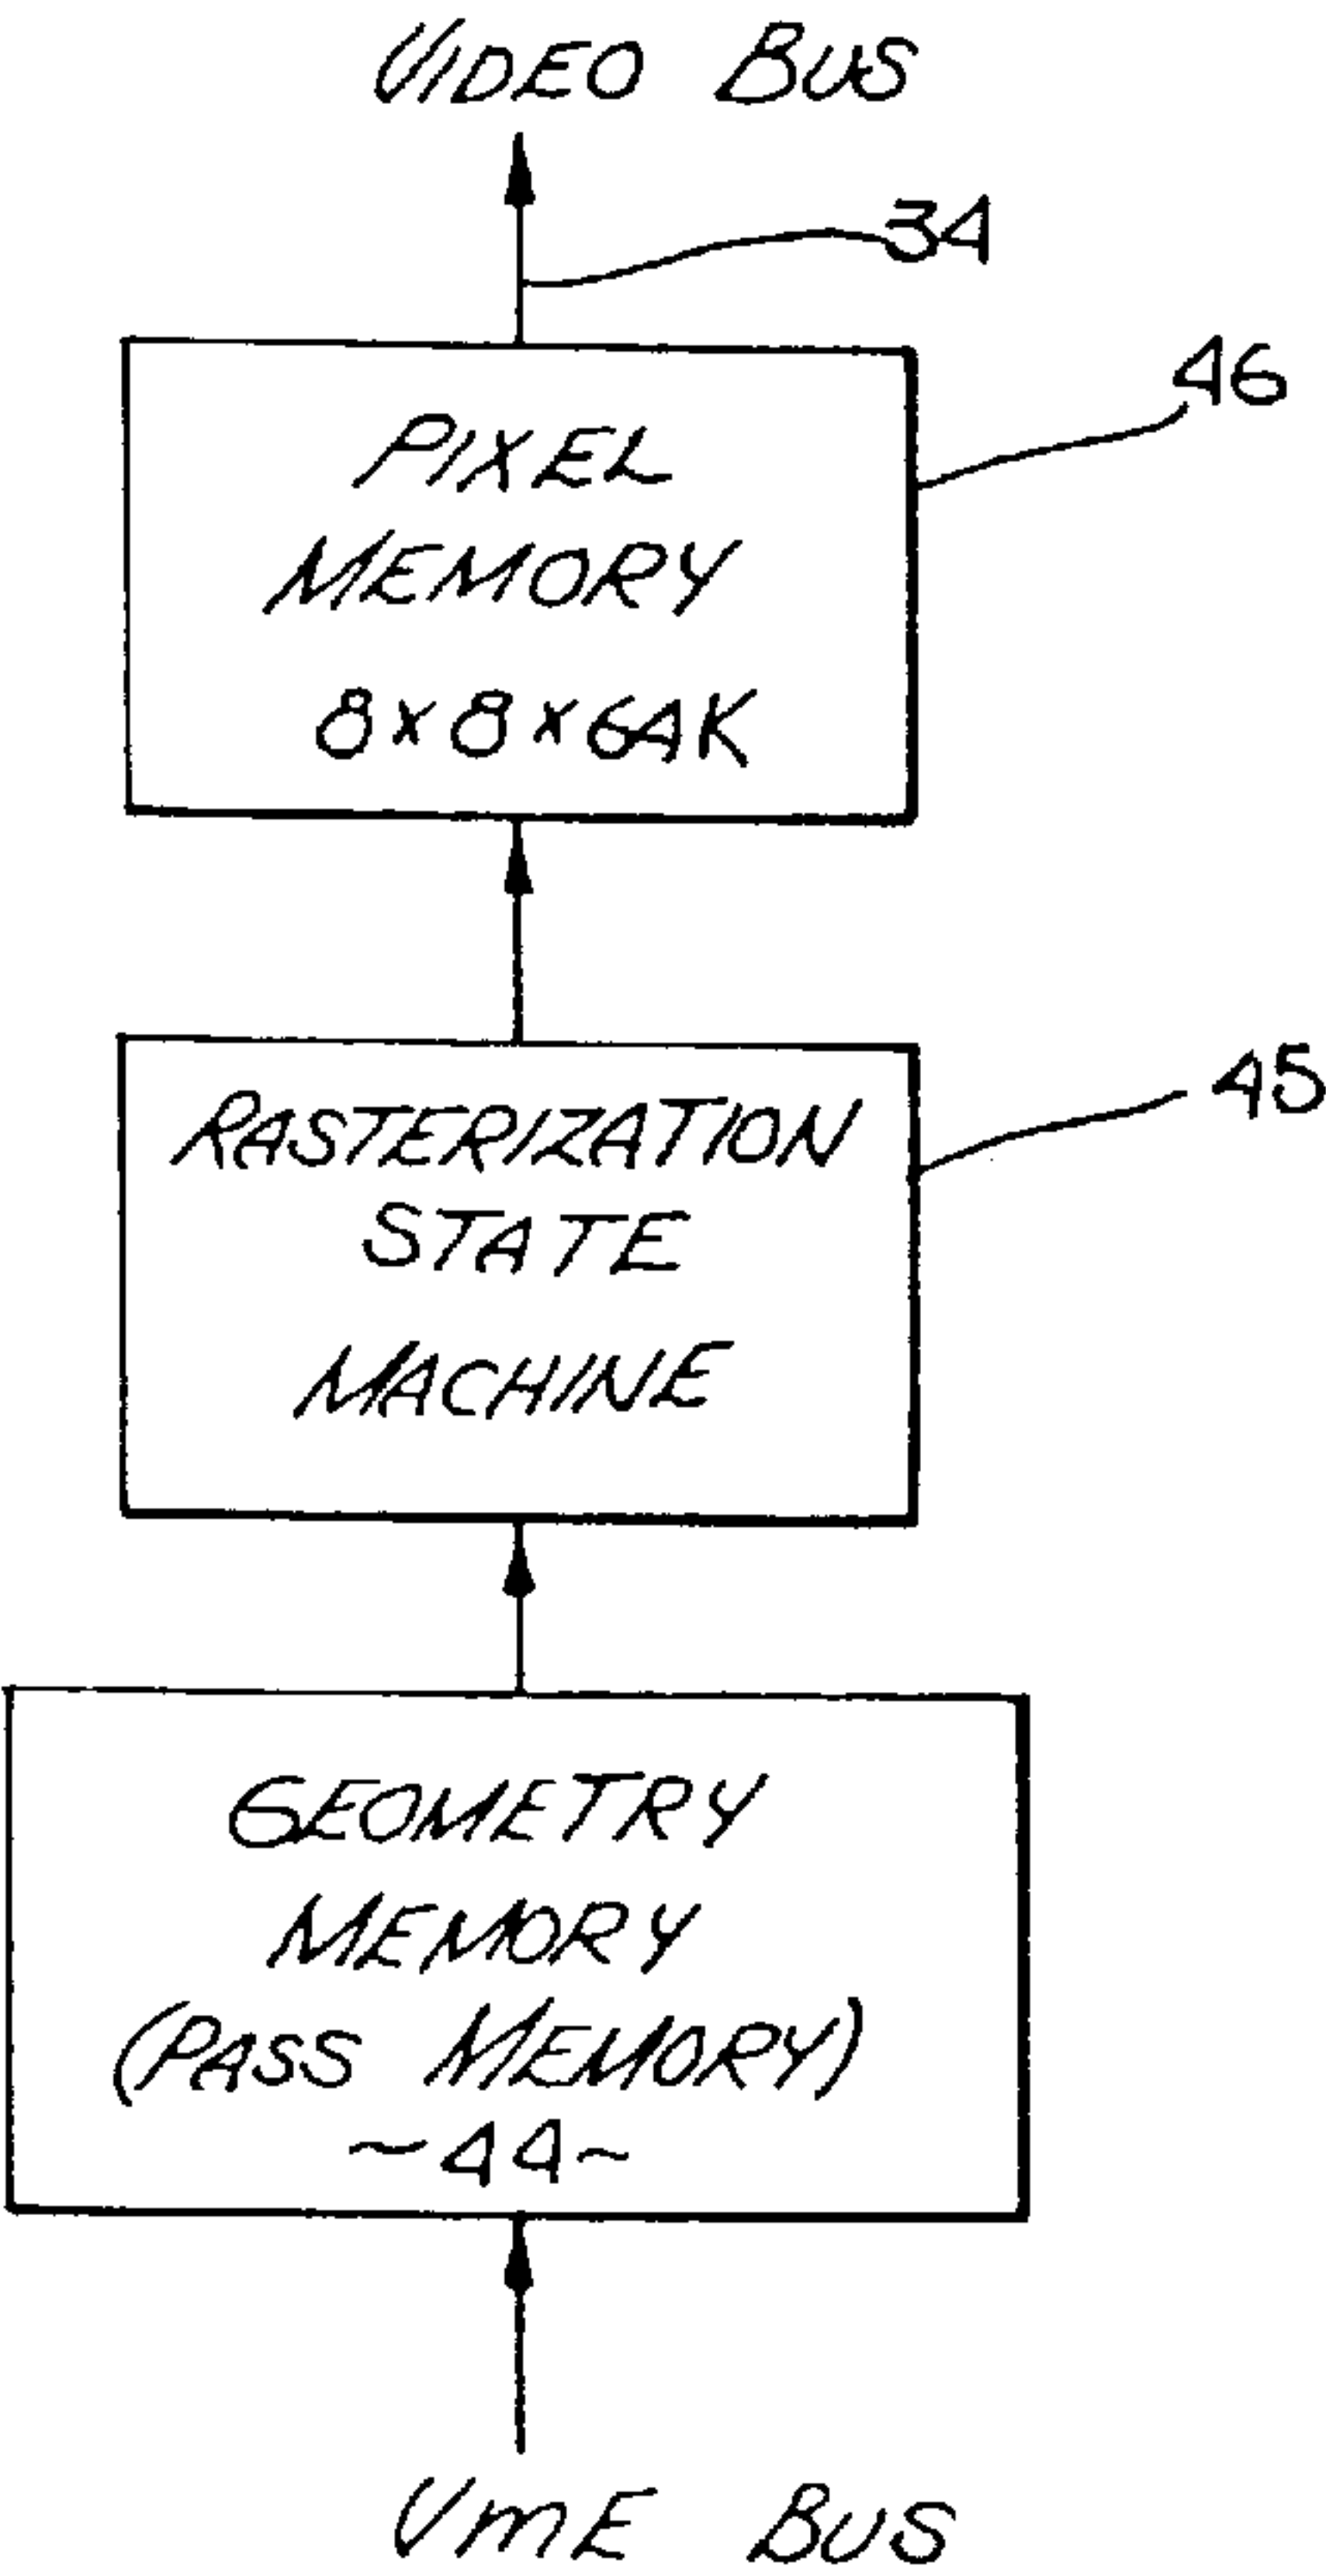 VIDEO BUS
34
46
PIXEL
MEMORY
8×8×64K
45
RASTERIZATION
STATE
MACHINE
GEOMETRY
MEMORY
(PASS MEMORY)
~44~
VmE BUS